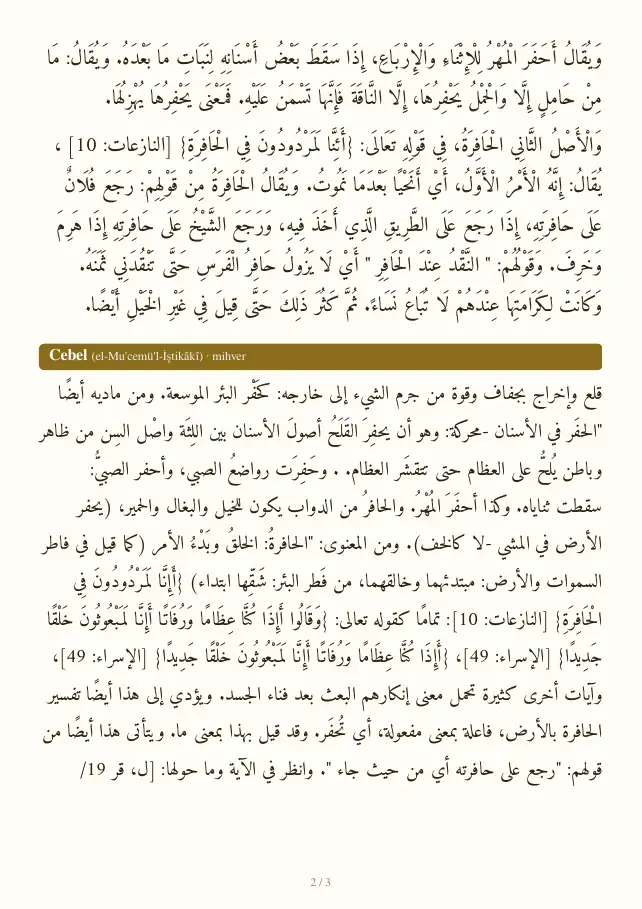 وَيُقَالُ أَحَفَرَ الْمُهْرُ لِلْإِثْنَاءِ وَالْإِرْبَاعِ، إِذَا سَقَطَ بَعْضُ أَسْنَانِهِ لِنَبَاتِ مَا بَعْدَهُ. وَيُقَالُ: مَا
مِنْ حَامِلٍ إِلَّا وَالْحِمْلُ يَحْفِرُهَا، إِلَّا النَّاقَةَ فَإِنَّهَا تَسْمَنُ عَلَيْهِ. فَمَعْنَى يَحْفِرُهَا يُهْزِلُهَا.
وَالْأَصْلُ الثَّانِي الْحَافِرَةُ، فِي قَوْلِهِ تَعَالَى: {أَئِنَّا لَمَرْدُودُونَ فِي الْحَافِرَةِ} [النازعات: 10] ،
يُقَالُ: إِنَّهُ الْأَمْرُ الْأَوَّلُ، أَيْ أَنَحْيَا بَعْدَمَا نَمُوتُ. وَيُقَالُ الْحَافِرَةُ مِنْ قَوْلِهِمْ: رَجَعَ فُلَانٌ
عَلَى حَافِرَتِهِ، إِذَا رَجَعَ عَلَى الطَّرِيقِ الَّذِي أَخَذَ فِيهِ، وَرَجَعَ الشَّيْخُ عَلَى حَافِرَتِهِ إِذَا هَرِمَ
وَخَرِفَ. وَقَوْلُهُمْ: " النَّقْدُ عِنْدَ الْحَافِرِ " أَيْ لَا يَزُولُ حَافِرُ الْفَرَسِ حَتَّى تَنْقُدَنِي ثَمَنَهُ.
وَكَانَتْ لِكَرَامَتِهَا عِنْدَهُمْ لَا تُبَاعُ نَسَاءً. ثُمَّ كَثُرَ ذَلِكَ حَتَّى قِيلَ فِي غَيْرِ الْخَيْلِ أَيْضًا.
Cebel (el-Mu'cemü'l-İştikâkî) · mihver
قلع وإخراج بجفاف وقوة من جرم الشيء إلى خارجه: كحَفْر البئر الموسعة. ومن ماديه أيضًا
"الحفَر في الأسنان -محركة: وهو أن يحفِرَ القَلَحُ أصولَ الأسنان بين اللِثَة واصْل السِن من ظاهر
وباطن يُلحُّ على العظام حتى تتقشَر العظام. . وحَفِرَت رواضعُ الصبي، وأحفر الصبيُّ:
سقطت ثناياه. وكذا أحفَرَ المُهْرُ. والحافرُ من الدواب يكون للخيل والبغال والحمير، (يحفر
الأرض في المشي -لا كالخف). ومن المعنوى: "الحافرةُ: الخلقُ وبَدْءُ الأمر (كما قيل في فاطر
السموات والأرض: مبتدئهما وخالقهما، من فَطر البئر: شَقّها ابتداء) {أَإِنَّا لَمَرْدُودُونَ فِي
الْحَافِرَةِ} [النازعات: 10]: تمامًا كقوله تعالى: {وَقَالُوا أَإِذَا كُنَّا عِظَامًا وَرُفَاتًا أَإِنَّا لَمَبْعُوثُونَ خَلْقًا
جَدِيدًا} [الإسراء: 49]، {أَإِذَا كُنَّا عِظَامًا وَرُفَاتًا أَإِنَّا لَمَبْعُوثُونَ خَلْقًا جَدِيدًا} [الإسراء: 49]،
وآيات أخرى كثيرة تحمل معنى إنكارهم البعث بعد فناء الجسد. ويؤدي إلى هذا أيضًا تفسير
الحافرة بالأرض، فاعلة بمعنى مفعولة، أي تُحفَر. وقد قيل بهذا بمعنى ما. ويتأتى هذا أيضًا من
قولهم: "رجع على حافرته أي من حيث جاء ". وانظر في الآية وما حولها: [ل، قر 19/
2 / 3